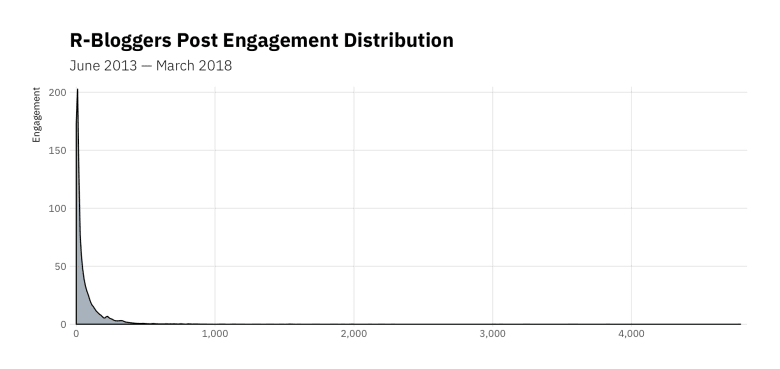 R-Bloggers Post Engagement Distribution
June 2013 — March 2018
Engagement
200
150
100
50
0
0 1,000 2,000 3,000 4,000